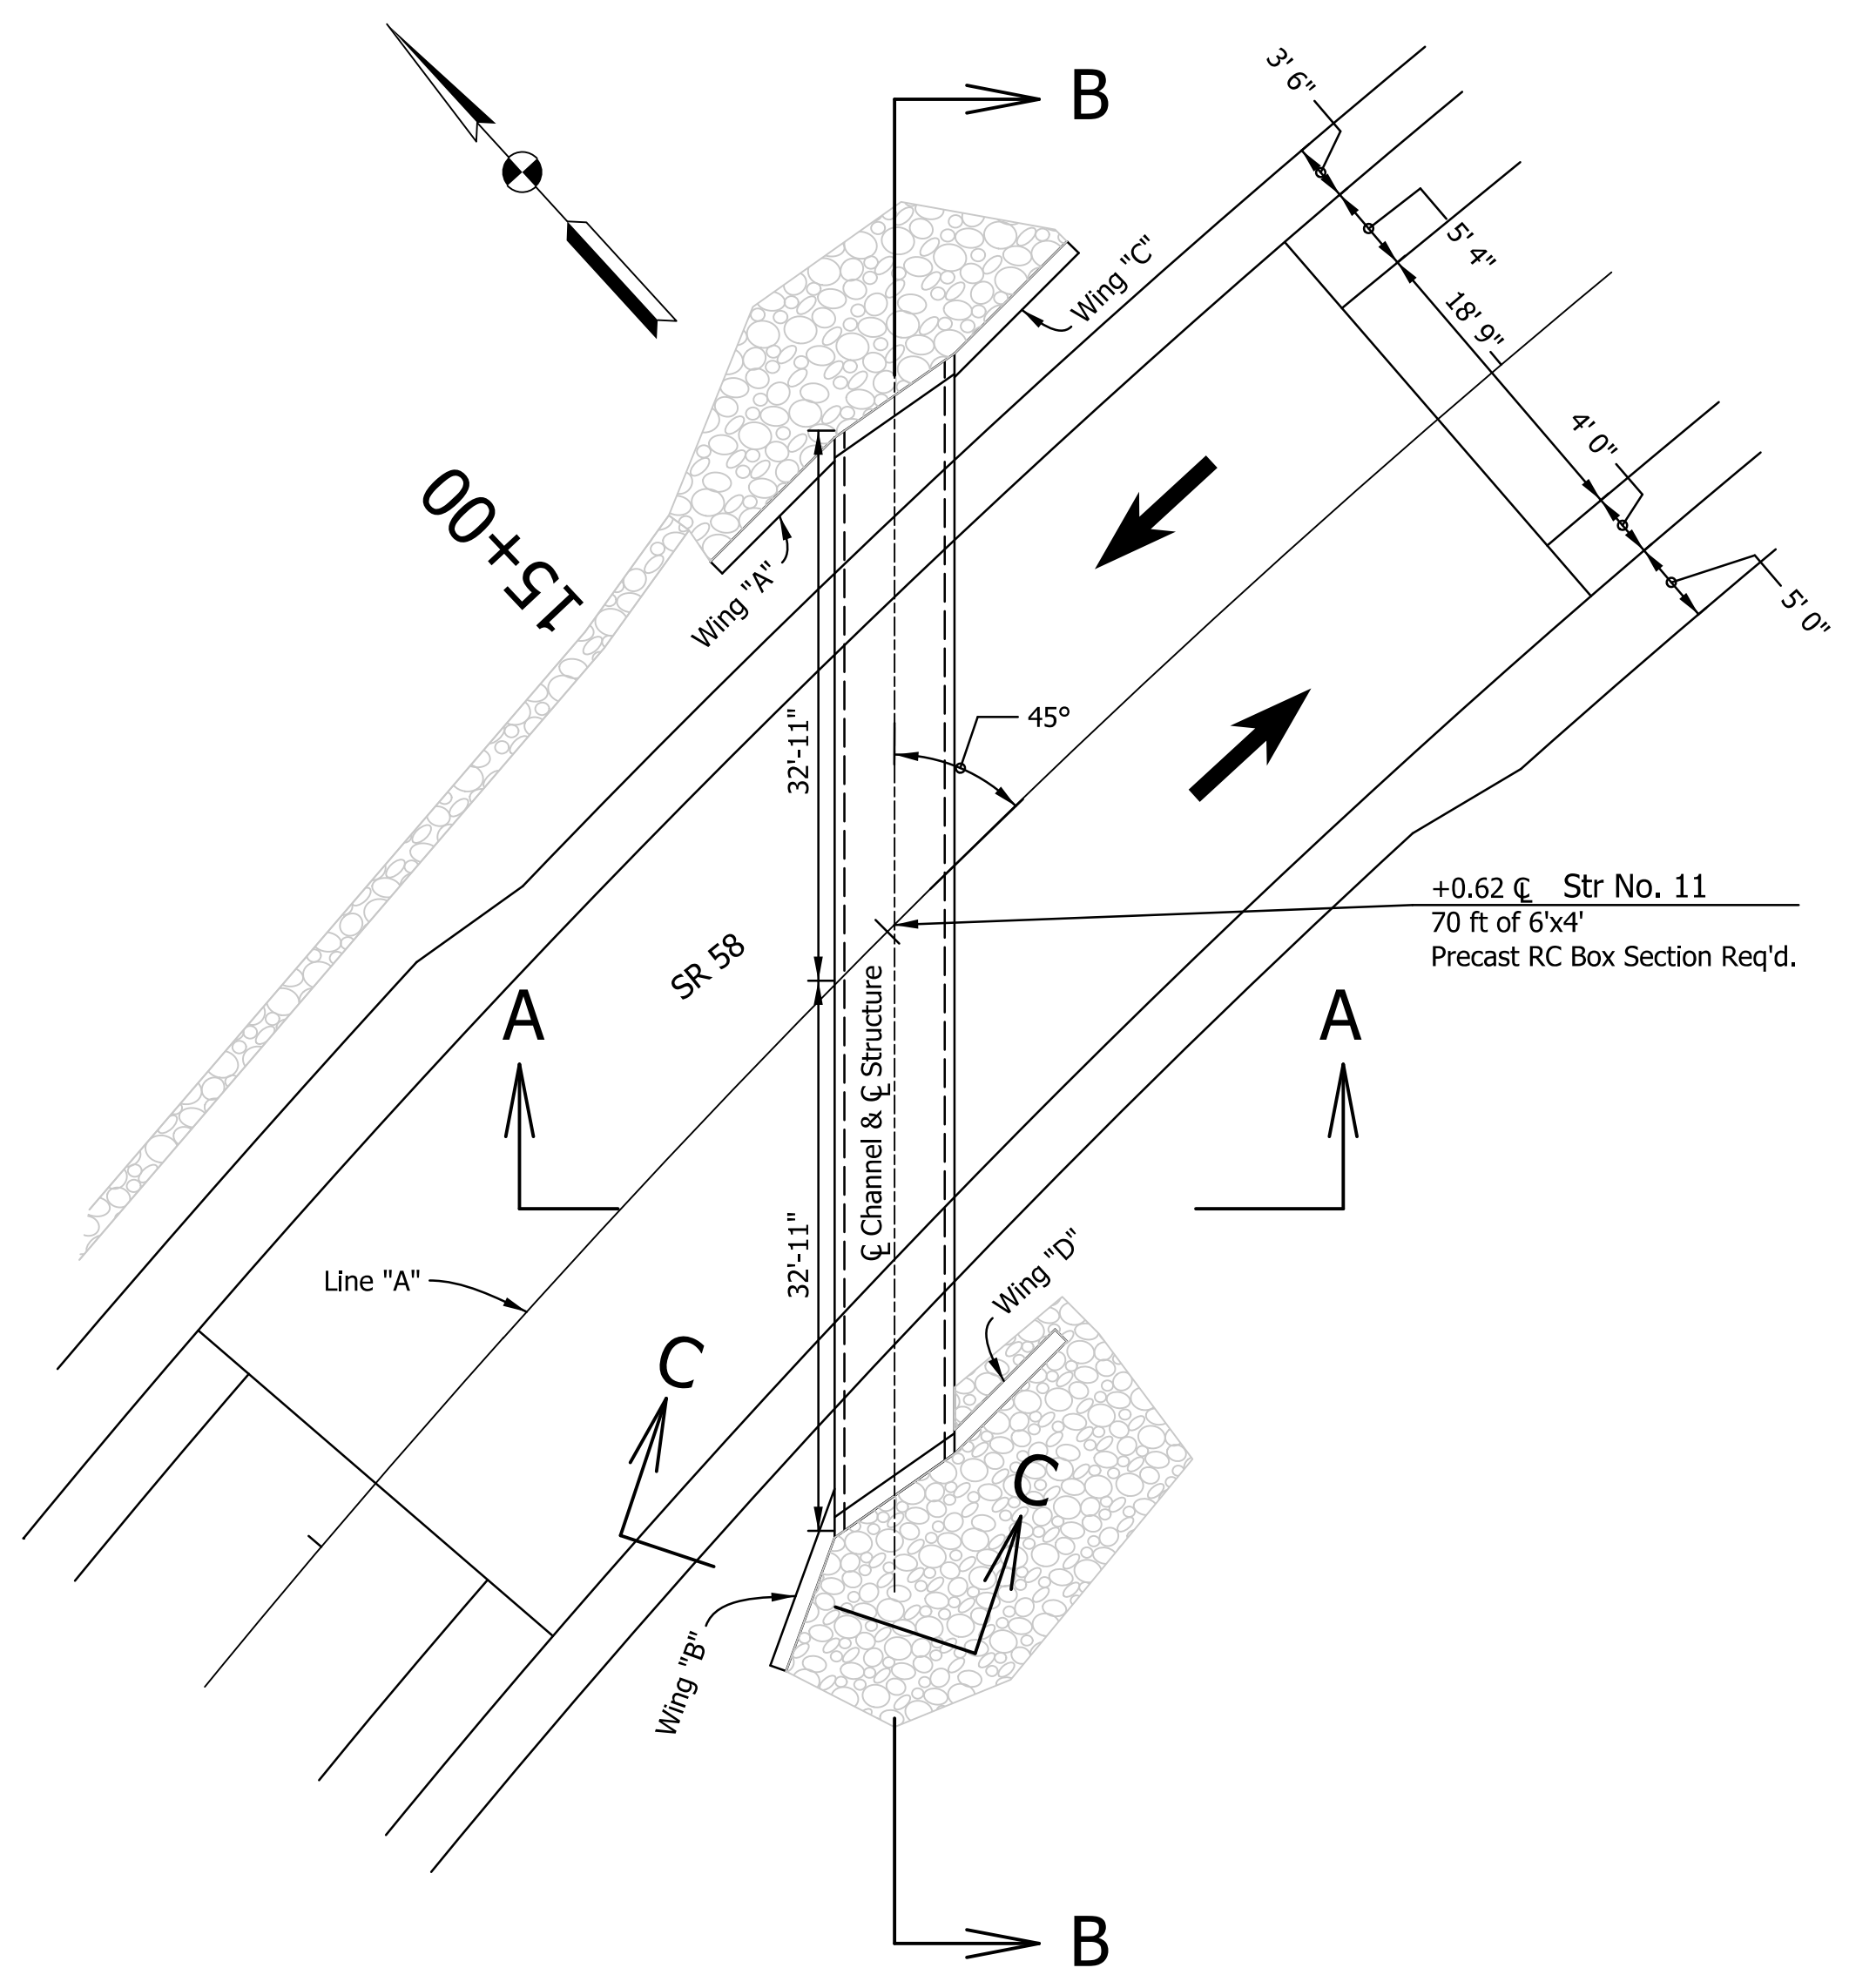 B
3' 6"
5' 4"
18' 9"
4' 0"
5' 0"
Wing "C"
15+00
Wing "A"
32'-11"
45°
+0.62 ℄ Str No. 11
70 ft of 6'x4'
Precast RC Box Section Req'd.
SR 58
A
A
℄ Channel & ℄ Structure
32'-11"
Line "A"
Wing "D"
C
C
Wing "B"
B